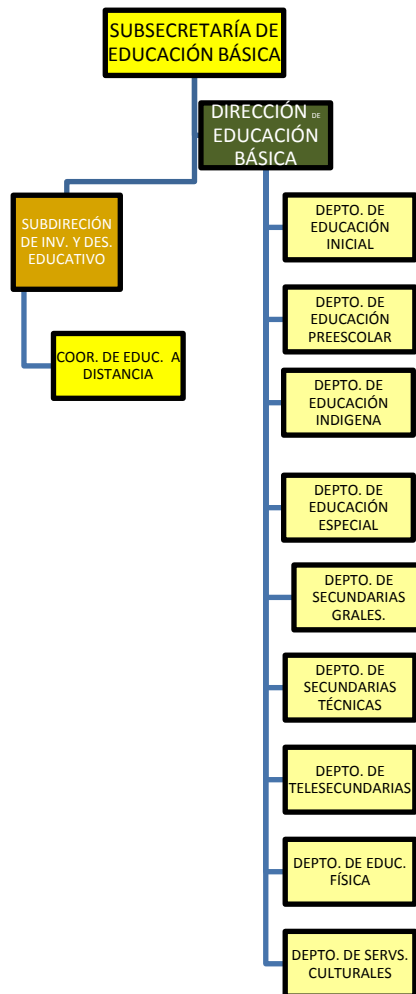 SUBSECRETARÍA DE
EDUCACIÓN BÁSICA
DIRECCIÓN DE
EDUCACIÓN
BÁSICA
SUBDIRECIÓN
DE INV. Y DES.
EDUCATIVO
COOR. DE EDUC. A
DISTANCIA
DEPTO. DE
EDUCACIÓN
INICIAL
DEPTO. DE
EDUCACIÓN
PREESCOLAR
DEPTO. DE
EDUCACIÓN
INDIGENA
DEPTO. DE
EDUCACIÓN
ESPECIAL
DEPTO. DE
SECUNDARIAS
GRALES.
DEPTO. DE
SECUNDARIAS
TÉCNICAS
DEPTO. DE
TELESECUNDARIAS
DEPTO. DE EDUC.
FÍSICA
DEPTO. DE SERVS.
CULTURALES